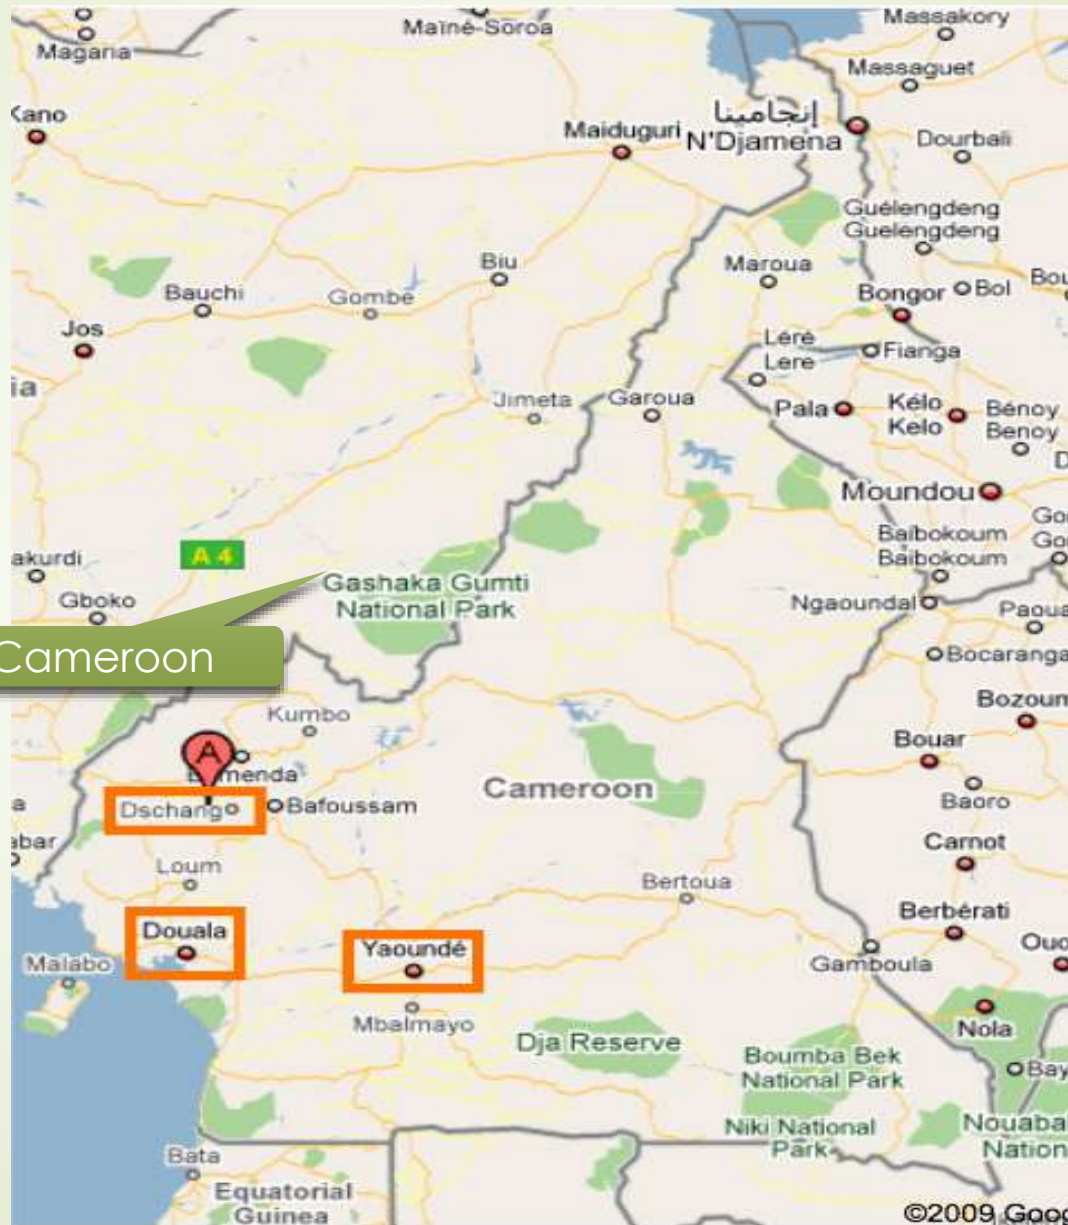 Massakory
Maïné-Soroa
Magaria
Massaguet
Kano
إنجامينا
Maiduguri
N'Djamena
Dourbali
Guélengdeng
Guelengdeng
Biu
Maroua
Bauchi
Gombe
Bongor
Bol
Jos
Léré
Lere
Fianga
Jimeta
Garoua
Pala
Kélo
Kelo
Bénoy
Benoy
Moundou
Baïbokoum
Baïbokoum
A 4
Gashaka Gumti
National Park
Gboko
Ngaoundal
Paoua
Cameroon
Bocaranga
Bozoum
Kumbo
Bouar
A
Cameroon
Dschang
Bafoussam
Baoro
Carnot
Loum
Bertoua
Berbérati
Douala
Yaoundé
Malabo
Gamboula
Mbalmayo
Nola
Dja Reserve
Boumba Bek
National Park
Niki National
Park
Bata
Equatorial
Guinea
©2009